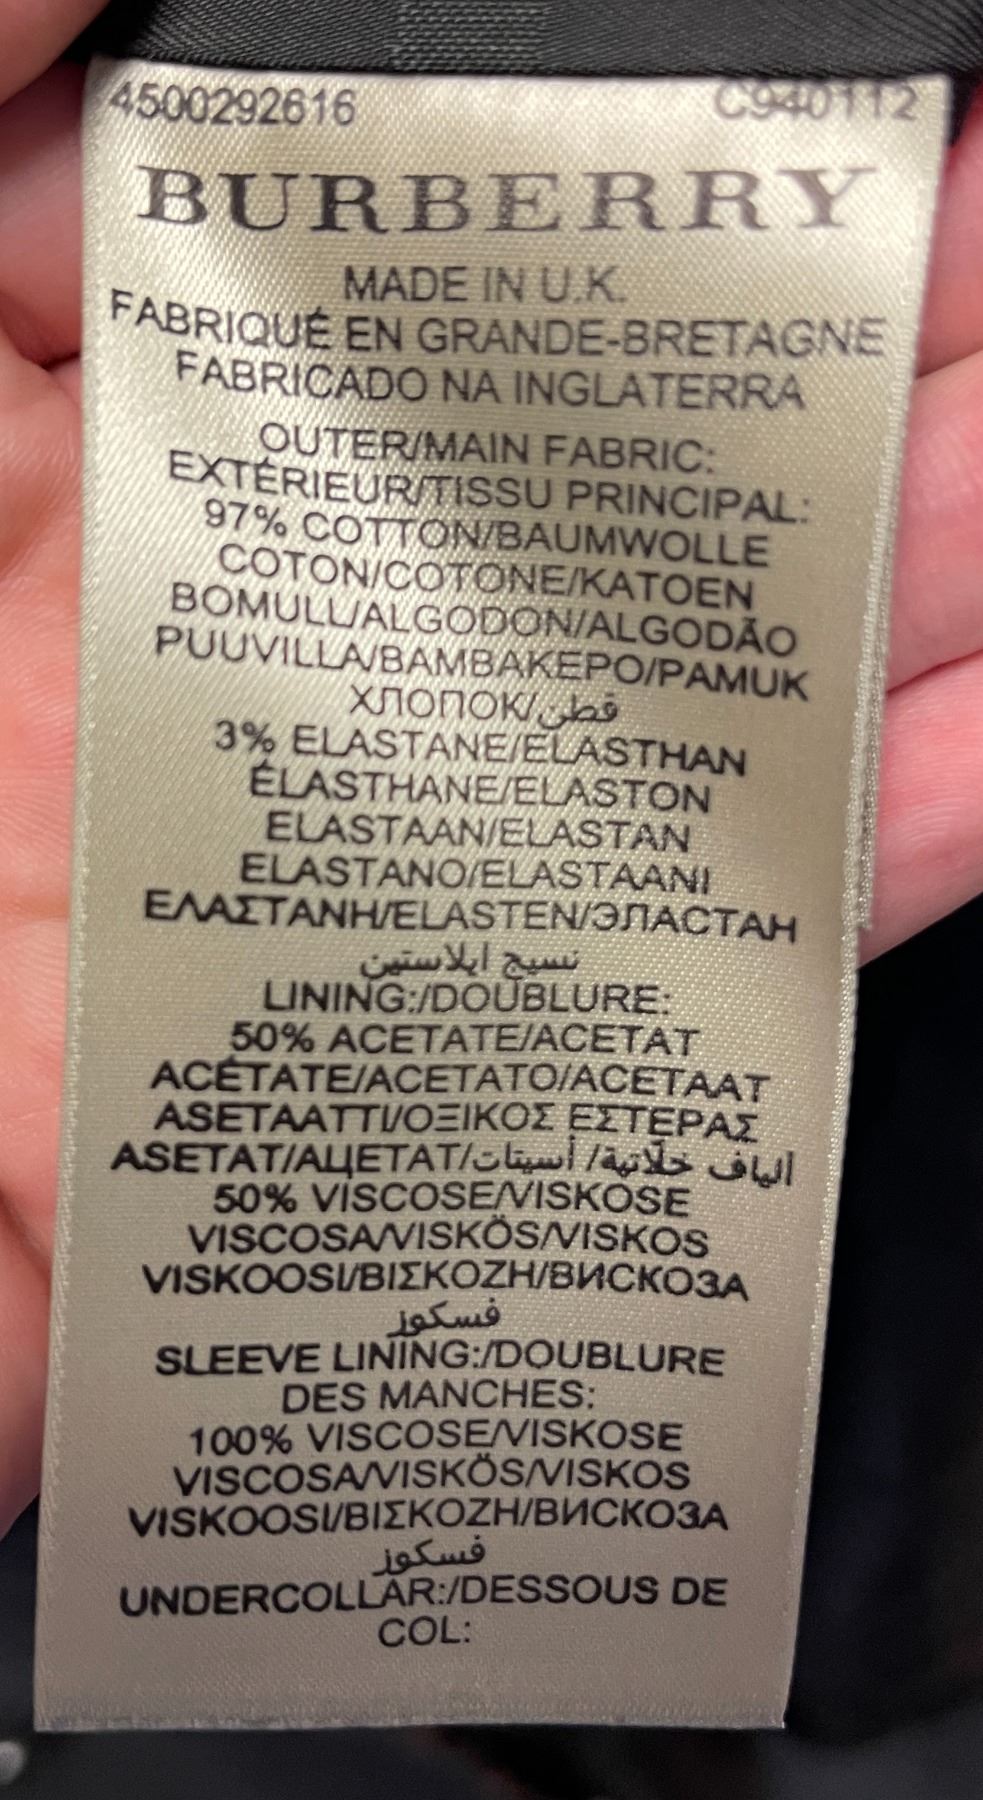 4500292616 C940112
BURBERRY
MADE IN U.K.
FABRIQUÉ EN GRANDE-BRETAGNE
FABRICADO NA INGLATERRA
OUTER/MAIN FABRIC:
EXTÉRIEUR/TISSU PRINCIPAL:
97% COTTON/BAUMWOLLE
COTON/COTONE/KATOEN
BOMULL/ALGODON/ALGODÃO
PUUVILLA/ΒΑΜΒΑΚΕΡΟ/PAMUK
ХЛОПОК/قطن
3% ELASTANE/ELASTHAN
ÉLASTHANE/ELASTON
ELASTAAN/ELASTAN
ELASTANO/ELASTAANI
ΕΛΑΣΤΑΝΗ/ELASTEN/ЭЛАСТАН
نسيج ايلاستين
LINING:/DOUBLURE:
50% ACETATE/ACETAT
ACÉTATE/ACETATO/ACETAAT
ASETAATTI/ΟΞΙΚΟΣ ΕΣΤΕΡΑΣ
ASETAT/АЦЕТАТ/ألياف خلّاتية/ أسيتات
50% VISCOSE/VISKOSE
VISCOSA/VISKÖS/VISKOS
VISKOOSI/ΒΙΣΚΟΖΗ/ВИСКОЗА
فسكوز
SLEEVE LINING:/DOUBLURE
DES MANCHES:
100% VISCOSE/VISKOSE
VISCOSA/VISKÖS/VISKOS
VISKOOSI/ΒΙΣΚΟΖΗ/ВИСКОЗА
فسكوز
UNDERCOLLAR:/DESSOUS DE
COL: